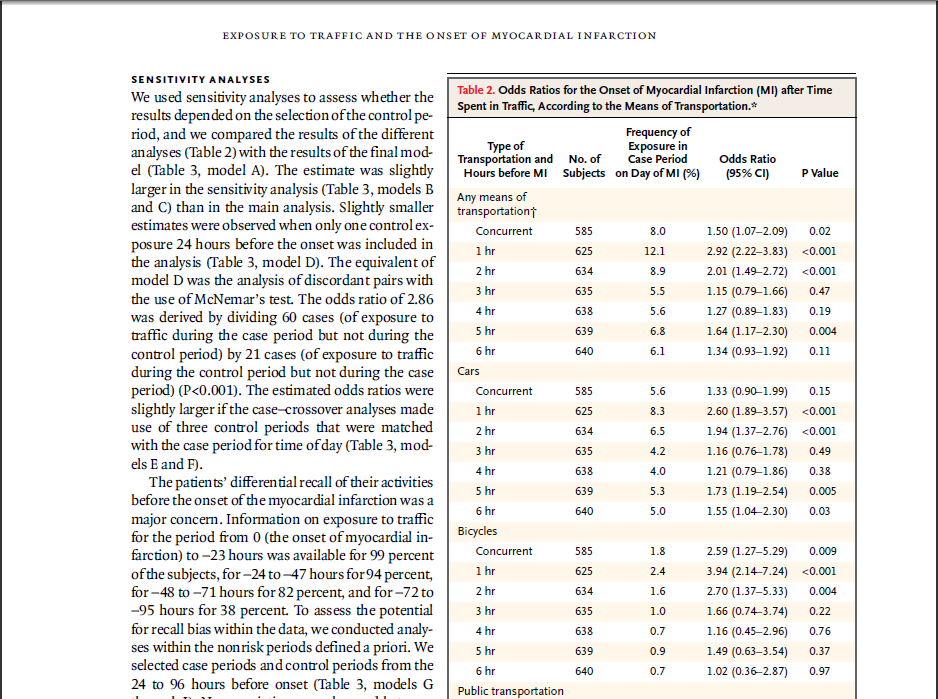 EXPOSURE TO TRAFFIC AND THE ONSET OF MYOCARDIAL INFARCTION
SENSITIVITY ANALYSES
We used sensitivity analyses to assess whether the
results depended on the selection of the control pe-
riod, and we compared the results of the different
analyses (Table 2) with the results of the final mod-
el (Table 3, model A). The estimate was slightly
larger in the sensitivity analysis (Table 3, models B
and C) than in the main analysis. Slightly smaller
estimates were observed when only one control ex-
posure 24 hours before the onset was included in
the analysis (Table 3, model D). The equivalent of
model D was the analysis of discordant pairs with
the use of McNemar's test. The odds ratio of 2.86
was derived by dividing 60 cases (of exposure to
traffic during the case period but not during the
control period) by 21 cases (of exposure to traffic
during the control period but not during the case
period) (P<0.001). The estimated odds ratios were
slightly larger if the case–crossover analyses made
use of three control periods that were matched
with the case period for time of day (Table 3, mod-
els E and F).
The patients' differential recall of their activities
before the onset of the myocardial infarction was a
major concern. Information on exposure to traffic
for the period from 0 (the onset of myocardial in-
farction) to –23 hours was available for 99 percent
of the subjects, for –24 to –47 hours for 94 percent,
for –48 to –71 hours for 82 percent, and for –72 to
–95 hours for 38 percent. To assess the potential
for recall bias within the data, we conducted analy-
ses within the nonrisk periods defined a priori. We
selected case periods and control periods from the
24 to 96 hours before onset (Table 3, models G
Table 2. Odds Ratios for the Onset of Myocardial Infarction (MI) after Time
Spent in Traffic, According to the Means of Transportation.*
Type of Transportation and Hours before MI No. of Subjects Frequency of Exposure in Case Period on Day of MI (%) Odds Ratio (95% CI) P Value
Any means of
transportation†
Concurrent 585 8.0 1.50 (1.07–2.09) 0.02
1 hr 625 12.1 2.92 (2.22–3.83) <0.001
2 hr 634 8.9 2.01 (1.49–2.72) <0.001
3 hr 635 5.5 1.15 (0.79–1.66) 0.47
4 hr 638 5.6 1.27 (0.89–1.83) 0.19
5 hr 639 6.8 1.64 (1.17–2.30) 0.004
6 hr 640 6.1 1.34 (0.93–1.92) 0.11
Cars
Concurrent 585 5.6 1.33 (0.90–1.99) 0.15
1 hr 625 8.3 2.60 (1.89–3.57) <0.001
2 hr 634 6.5 1.94 (1.37–2.76) <0.001
3 hr 635 4.2 1.16 (0.76–1.78) 0.49
4 hr 638 4.0 1.21 (0.79–1.86) 0.38
5 hr 639 5.3 1.73 (1.19–2.54) 0.005
6 hr 640 5.0 1.55 (1.04–2.30) 0.03
Bicycles
Concurrent 585 1.8 2.59 (1.27–5.29) 0.009
1 hr 625 2.4 3.94 (2.14–7.24) <0.001
2 hr 634 1.6 2.70 (1.37–5.33) 0.004
3 hr 635 1.0 1.66 (0.74–3.74) 0.22
4 hr 638 0.7 1.16 (0.45–2.96) 0.76
5 hr 639 0.9 1.49 (0.63–3.54) 0.37
6 hr 640 0.7 1.02 (0.36–2.87) 0.97
Public transportation